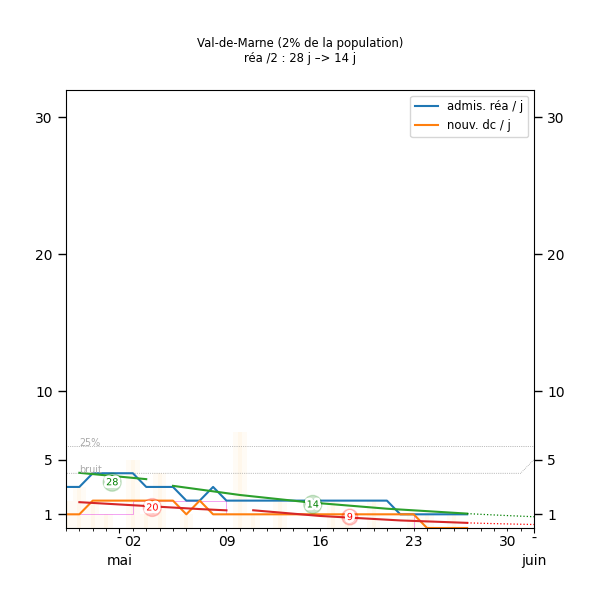 Val-de-Marne (2% de la population)
réa /2 : 28 j –> 14 j
admis. réa / j
nouv. dc / j
30 30
20 20
10 10
25%
5 5
bruit
28
20
14
9
1 1
02 09 16 23 30
mai juin